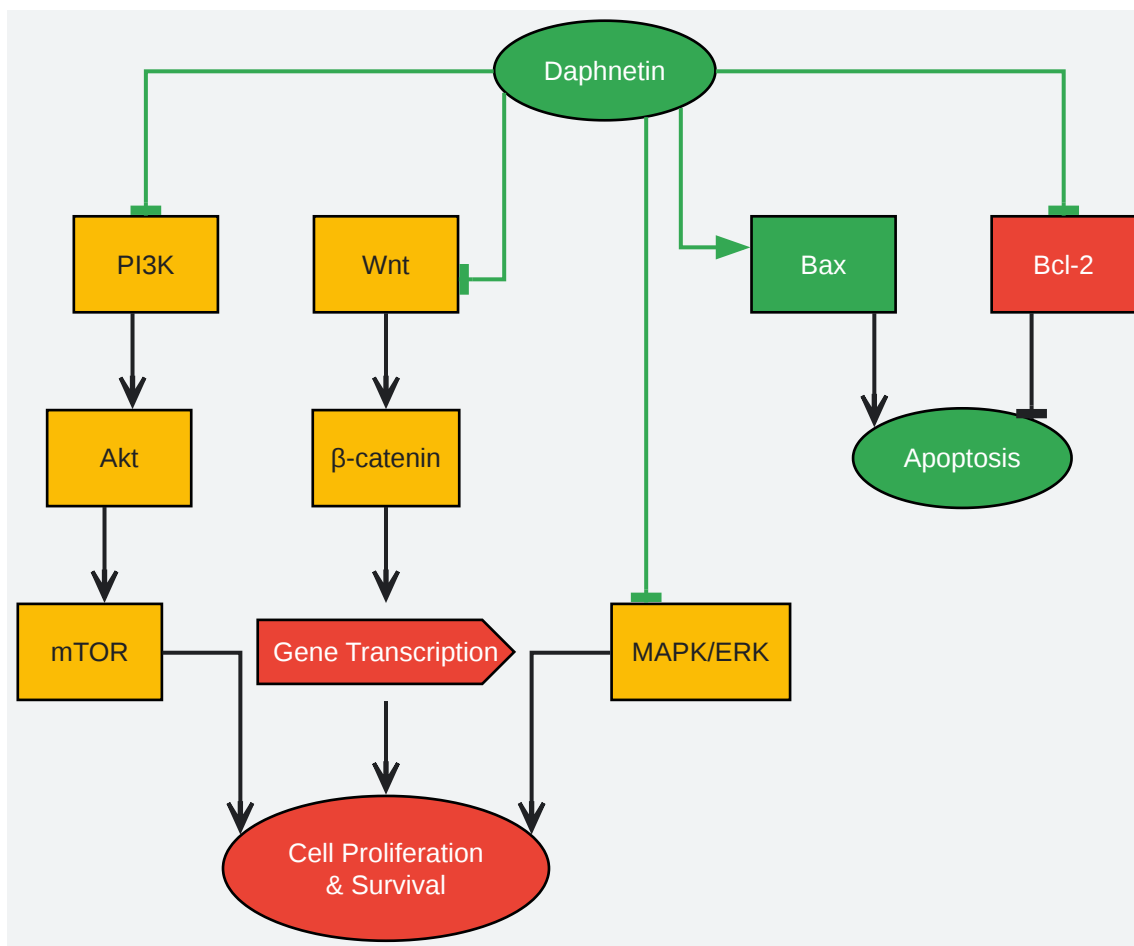 Daphnetin
PI3K
Wnt
Bax
Bcl-2
Akt
β-catenin
Apoptosis
mTOR
Gene Transcription
MAPK/ERK
Cell Proliferation
& Survival